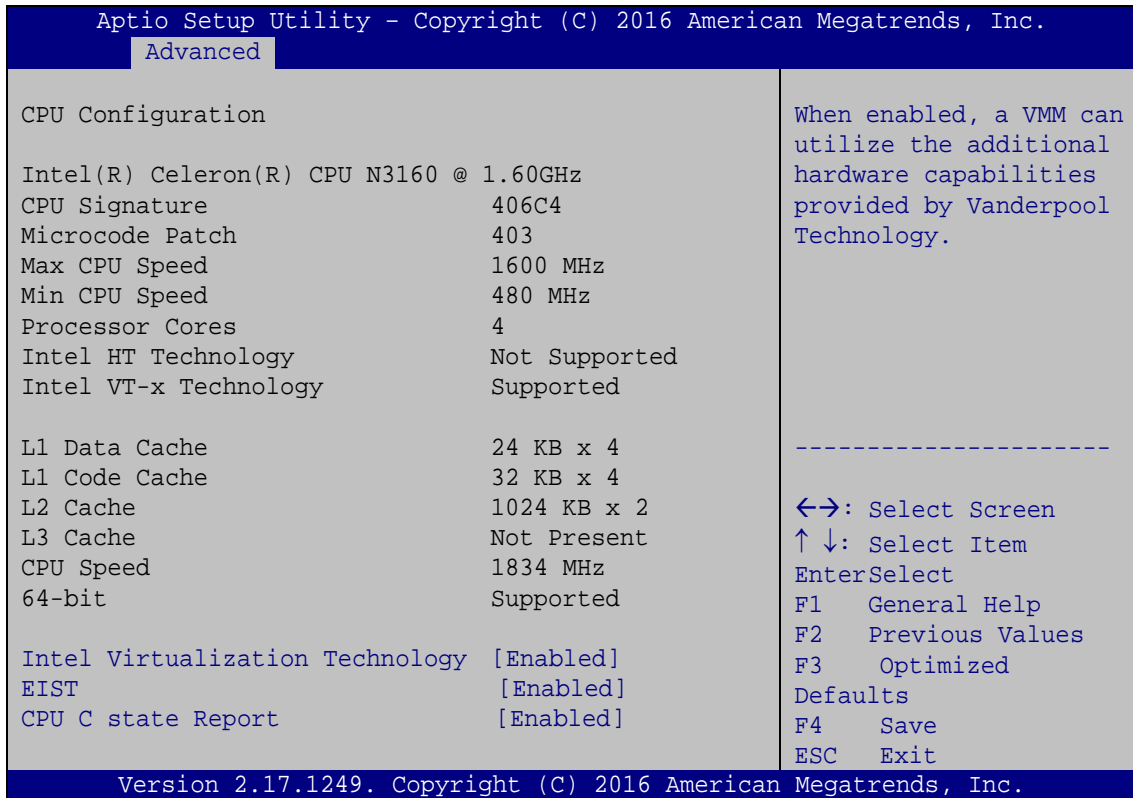 Aptio Setup Utility – Copyright (C) 2016 American Megatrends, Inc.
Advanced
CPU Configuration
Intel(R) Celeron(R) CPU N3160 @ 1.60GHz
CPU Signature 406C4
Microcode Patch 403
Max CPU Speed 1600 MHz
Min CPU Speed 480 MHz
Processor Cores 4
Intel HT Technology Not Supported
Intel VT-x Technology Supported
L1 Data Cache 24 KB x 4
L1 Code Cache 32 KB x 4
L2 Cache 1024 KB x 2
L3 Cache Not Present
CPU Speed 1834 MHz
64-bit Supported
Intel Virtualization Technology [Enabled]
EIST [Enabled]
CPU C state Report [Enabled]
When enabled, a VMM can
utilize the additional
hardware capabilities
provided by Vanderpool
Technology.
----------------------
←→: Select Screen
↑ ↓: Select Item
EnterSelect
F1 General Help
F2 Previous Values
F3 Optimized
Defaults
F4 Save
ESC Exit
Version 2.17.1249. Copyright (C) 2016 American Megatrends, Inc.